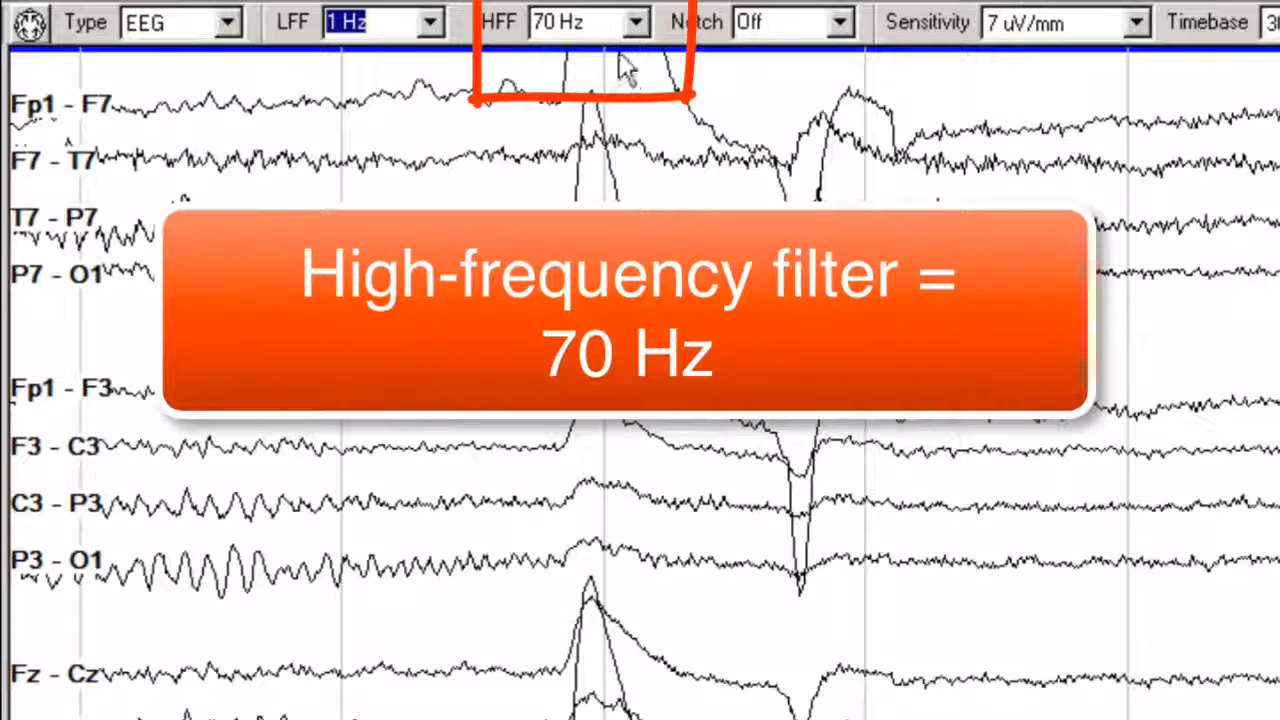 Type EEG LFF 1 Hz HFF 70 Hz Notch Off Sensitivity 7 uV/mm Timebase
Fp1 - F7
F7 - T7
T7 - P7
P7 - O1
High-frequency filter =
70 Hz
Fp1 - F3
F3 - C3
C3 - P3
P3 - O1
Fz - Cz